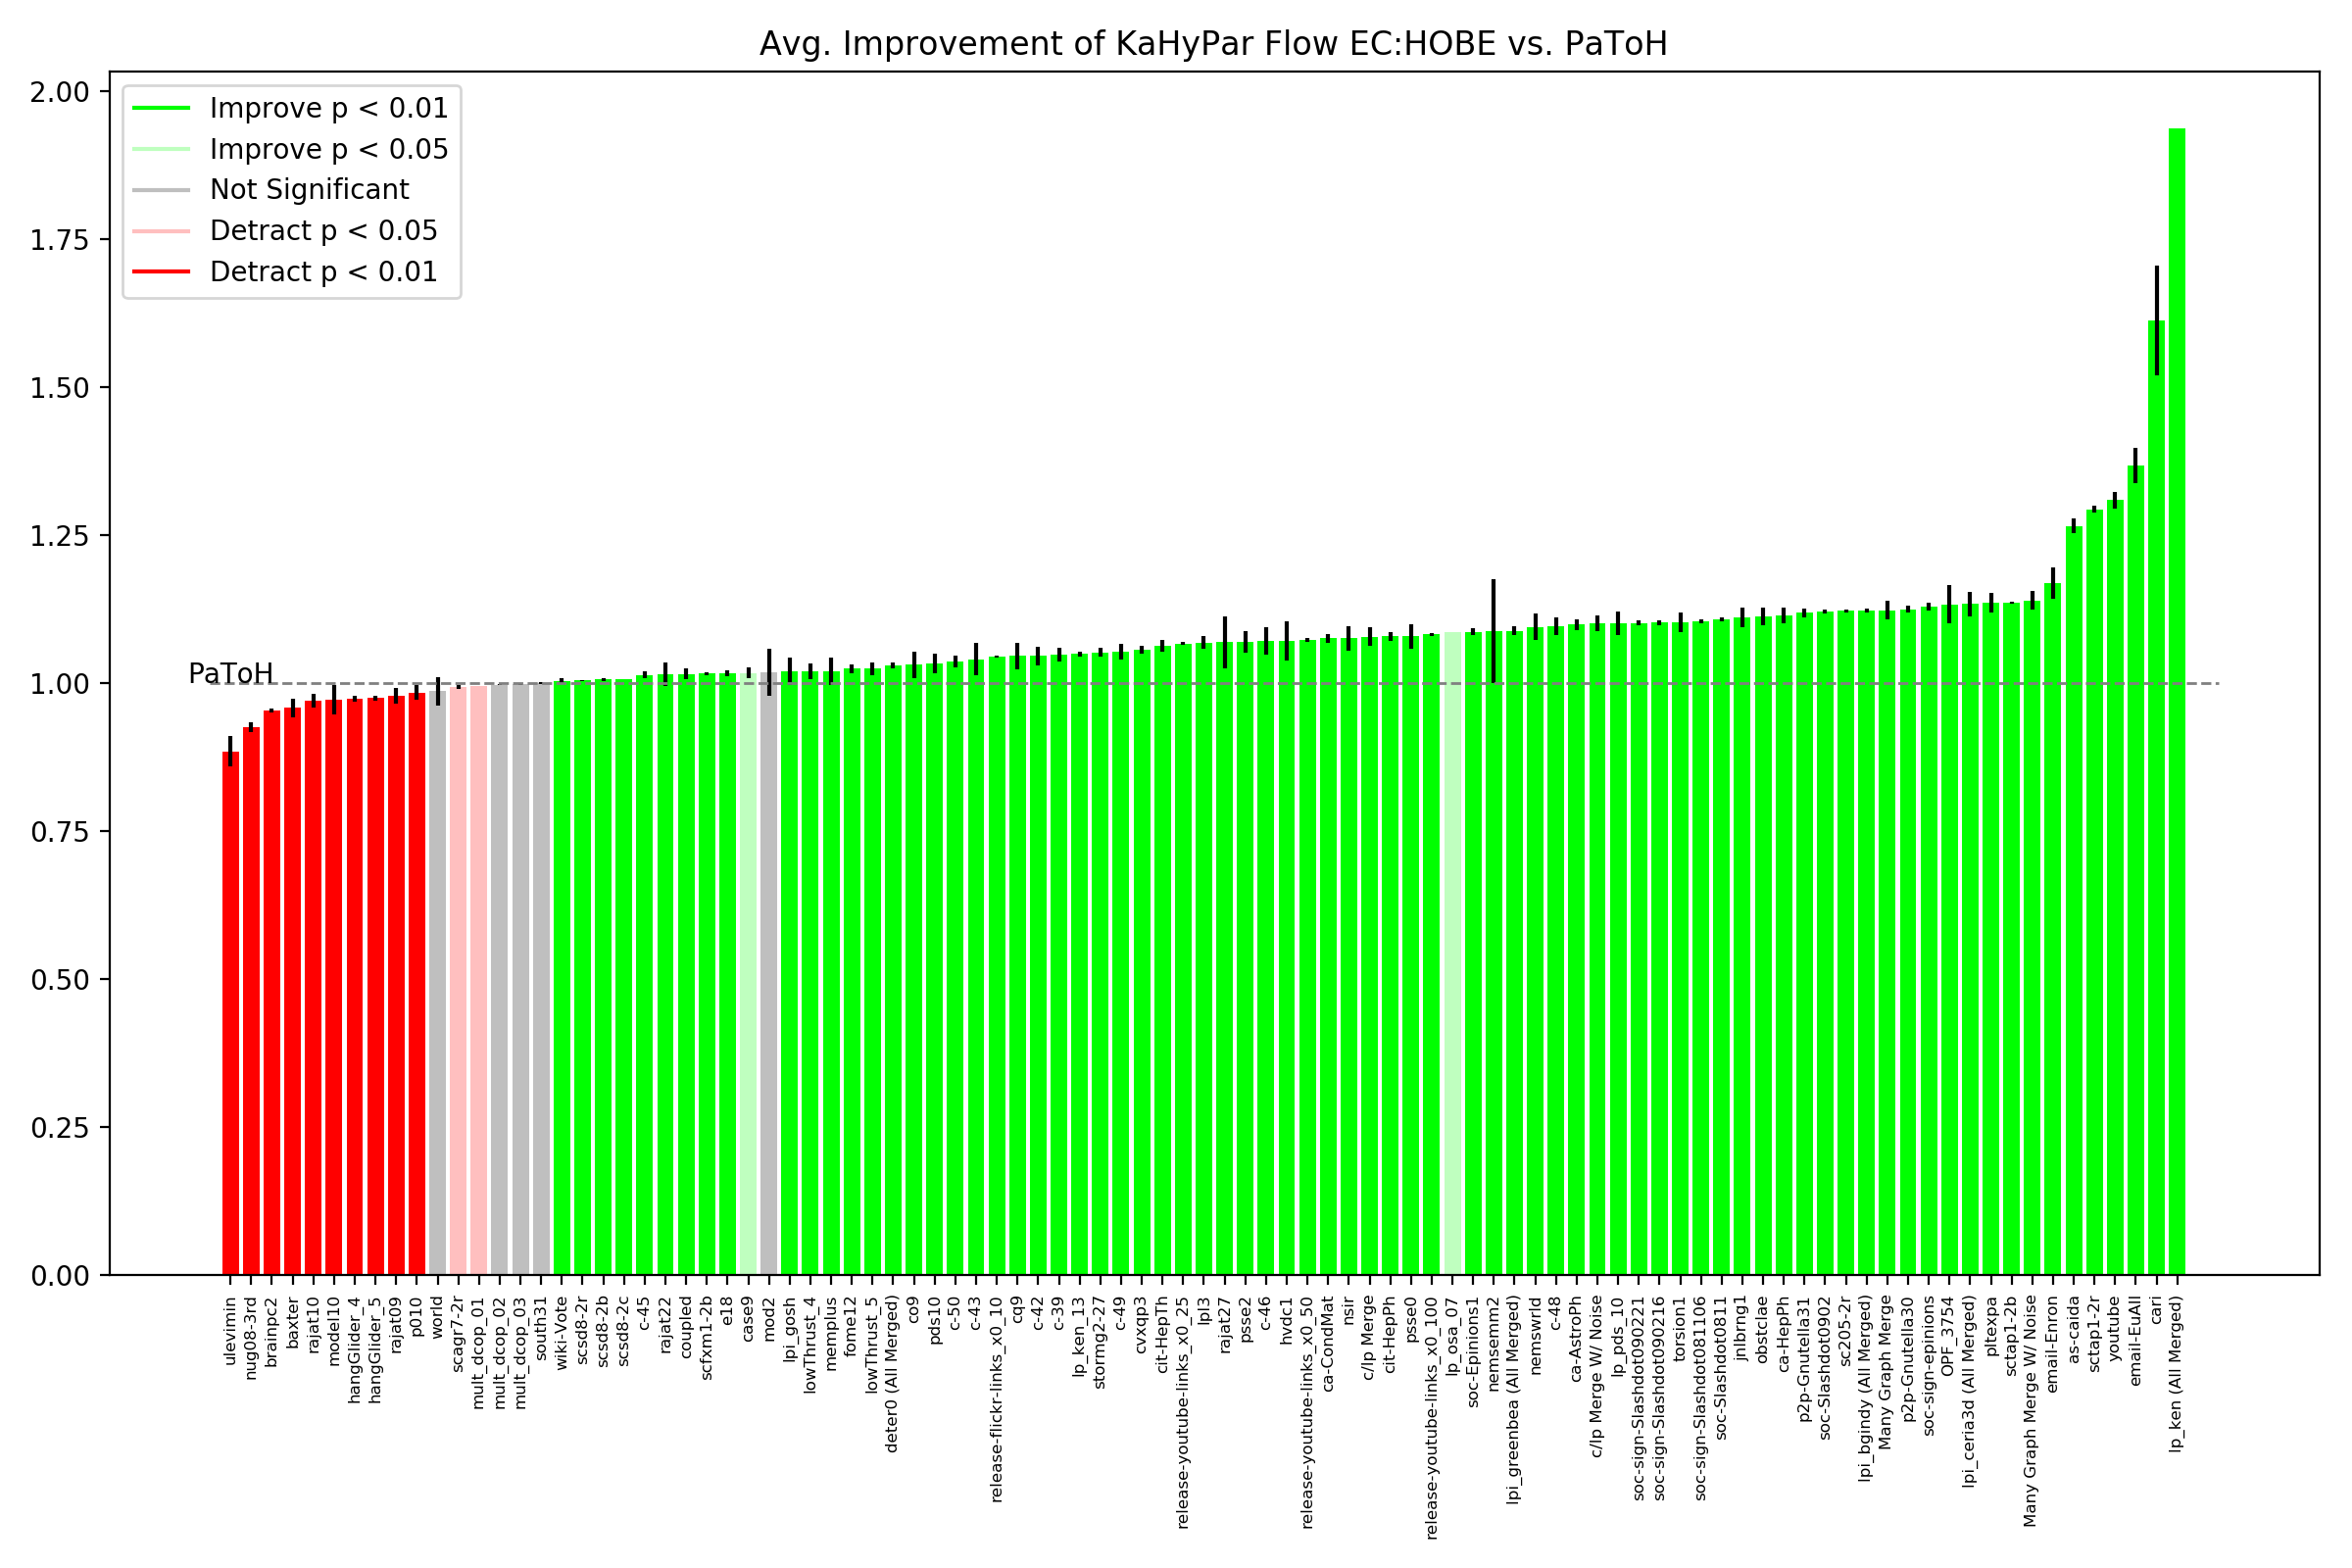 Avg. Improvement of KaHyPar Flow EC:HOBE vs. PaToH
2.00
1.75
1.50
1.25
1.00
0.75
0.50
0.25
0.00
Improve p < 0.01
Improve p < 0.05
Not Significant
Detract p < 0.05
Detract p < 0.01
PaToH
ulevimin
nug08-3rd
brainpc2
baxter
rajat10
model10
hangGlider_4
hangGlider_5
rajat09
p010
world
scagr7-2r
mult_dcop_01
mult_dcop_02
mult_dcop_03
south31
wiki-Vote
scsd8-2r
scsd8-2b
scsd8-2c
c-45
rajat22
coupled
scfxm1-2b
e18
case9
mod2
lpi_gosh
lowThrust_4
memplus
fome12
lowThrust_5
deter0 (All Merged)
co9
pds10
c-50
c-43
release-flickr-links_x0_10
cq9
c-42
c-39
lp_ken_13
stormg2-27
c-49
cvxqp3
cit-HepTh
release-youtube-links_x0_25
lpl3
rajat27
psse2
c-46
hvdc1
release-youtube-links_x0_50
ca-CondMat
nsir
c/lp Merge
cit-HepPh
psse0
release-youtube-links_x0_100
lp_osa_07
soc-Epinions1
nemsemm2
lpi_greenbea (All Merged)
nemswrld
c-48
ca-AstroPh
c/lp Merge W/ Noise
lp_pds_10
soc-sign-Slashdot090221
soc-sign-Slashdot090216
torsion1
soc-sign-Slashdot081106
soc-Slashdot0811
jnlbrng1
obstclae
ca-HepPh
p2p-Gnutella31
soc-Slashdot0902
sc205-2r
lpi_bgindy (All Merged)
Many Graph Merge
p2p-Gnutella30
soc-sign-epinions
OPF_3754
lpi_ceria3d (All Merged)
pltexpa
sctap1-2b
Many Graph Merge W/ Noise
email-Enron
as-caida
sctap1-2r
youtube
email-EuAll
cari
lp_ken (All Merged)